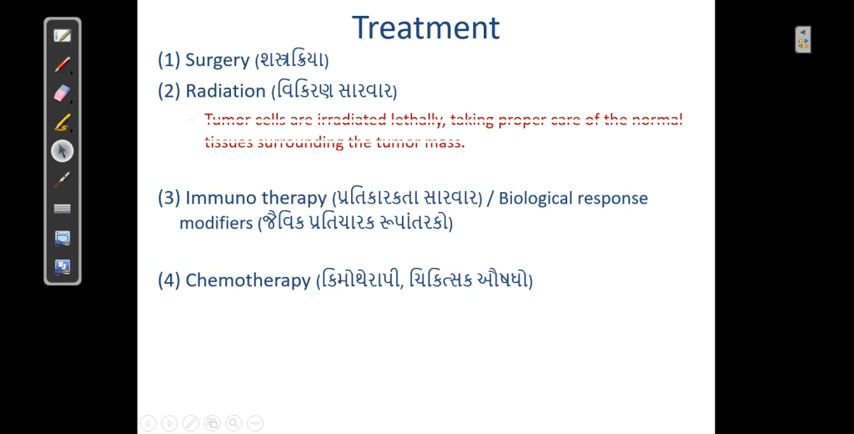 Treatment
(1) Surgery (શસ્ત્રક્રિયા)
(2) Radiation (વિકિરણ સારવાર)
– Tumor cells are irradiated lethally, taking proper care of the normal
tissues surrounding the tumor mass.
(3) Immuno therapy (પ્રતિકારકતા સારવાર) / Biological response
modifiers (જૈવિક પ્રતિચારક રૂપાંતરકો)
(4) Chemotherapy (કિમોથેરાપી, ચિકિત્સક ઔષધો)